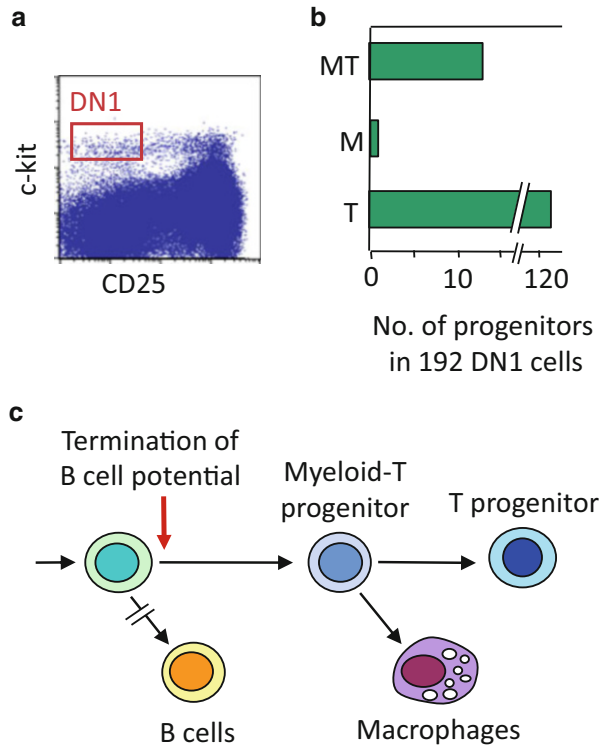 a
DN1
c-kit
CD25
b
MT
M
T
0 10 120
No. of progenitors
in 192 DN1 cells
c
Termination of
B cell potential
Myeloid-T
progenitor
T progenitor
B cells
Macrophages